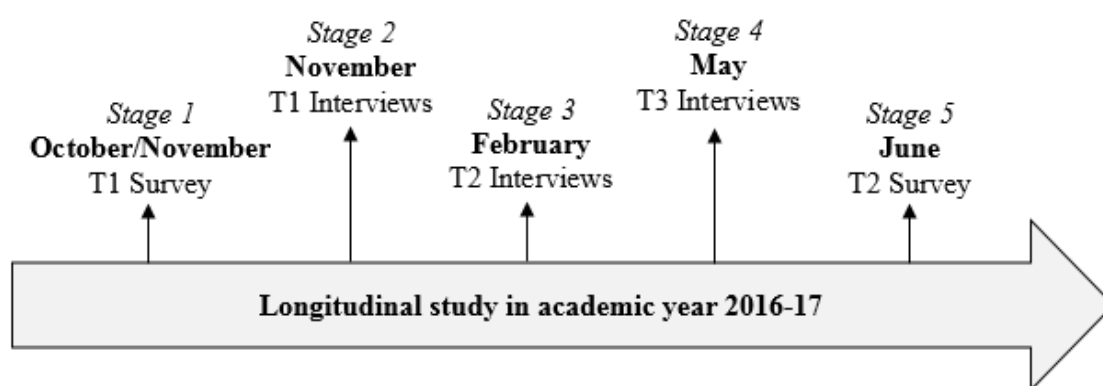 Stage 1
October/November
T1 Survey
Stage 2
November
T1 Interviews
Stage 3
February
T2 Interviews
Stage 4
May
T3 Interviews
Stage 5
June
T2 Survey
Longitudinal study in academic year 2016-17